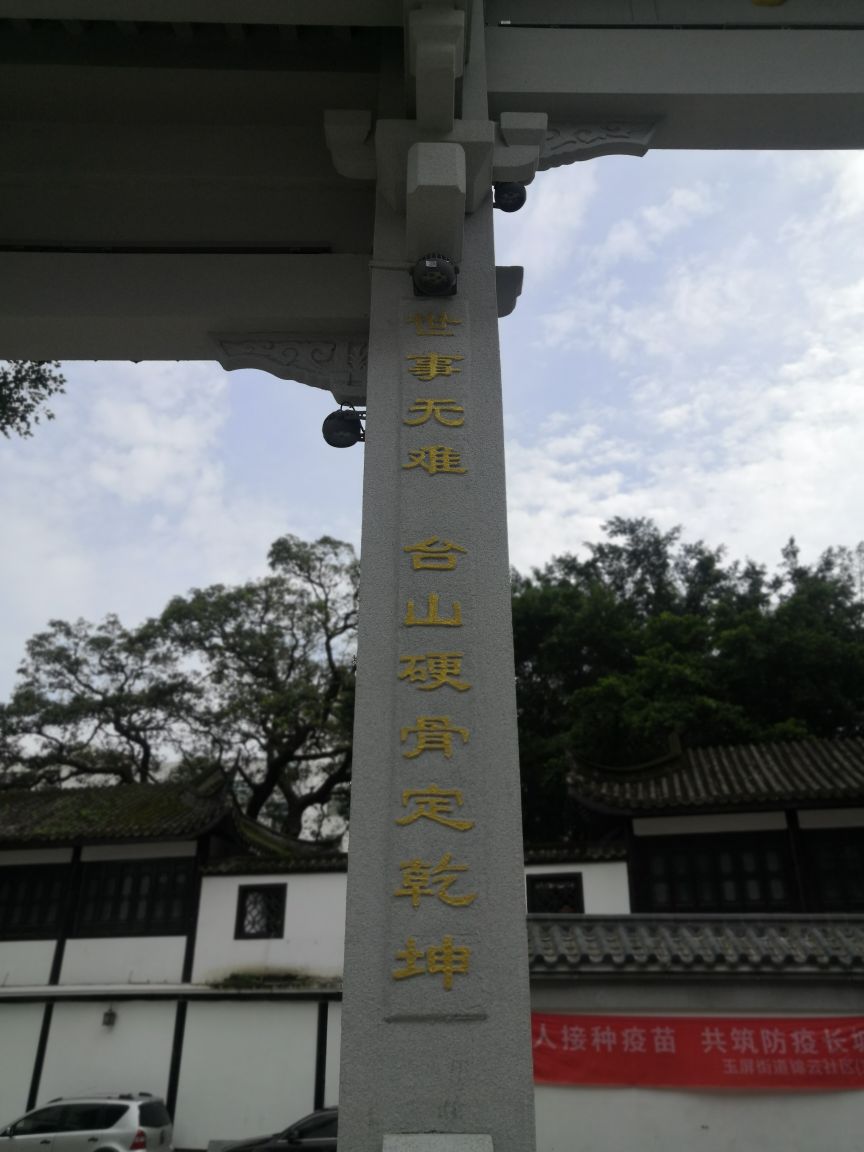 世事无难 台山硬骨定乾坤
人接种疫苗 共筑防疫长城